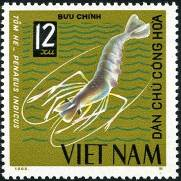 BƯU CHÍNH
12
XU
TÔM HE - PENAEUS INDICUS
DÂN CHỦ CỘNG HÒA
VIET NAM
1965